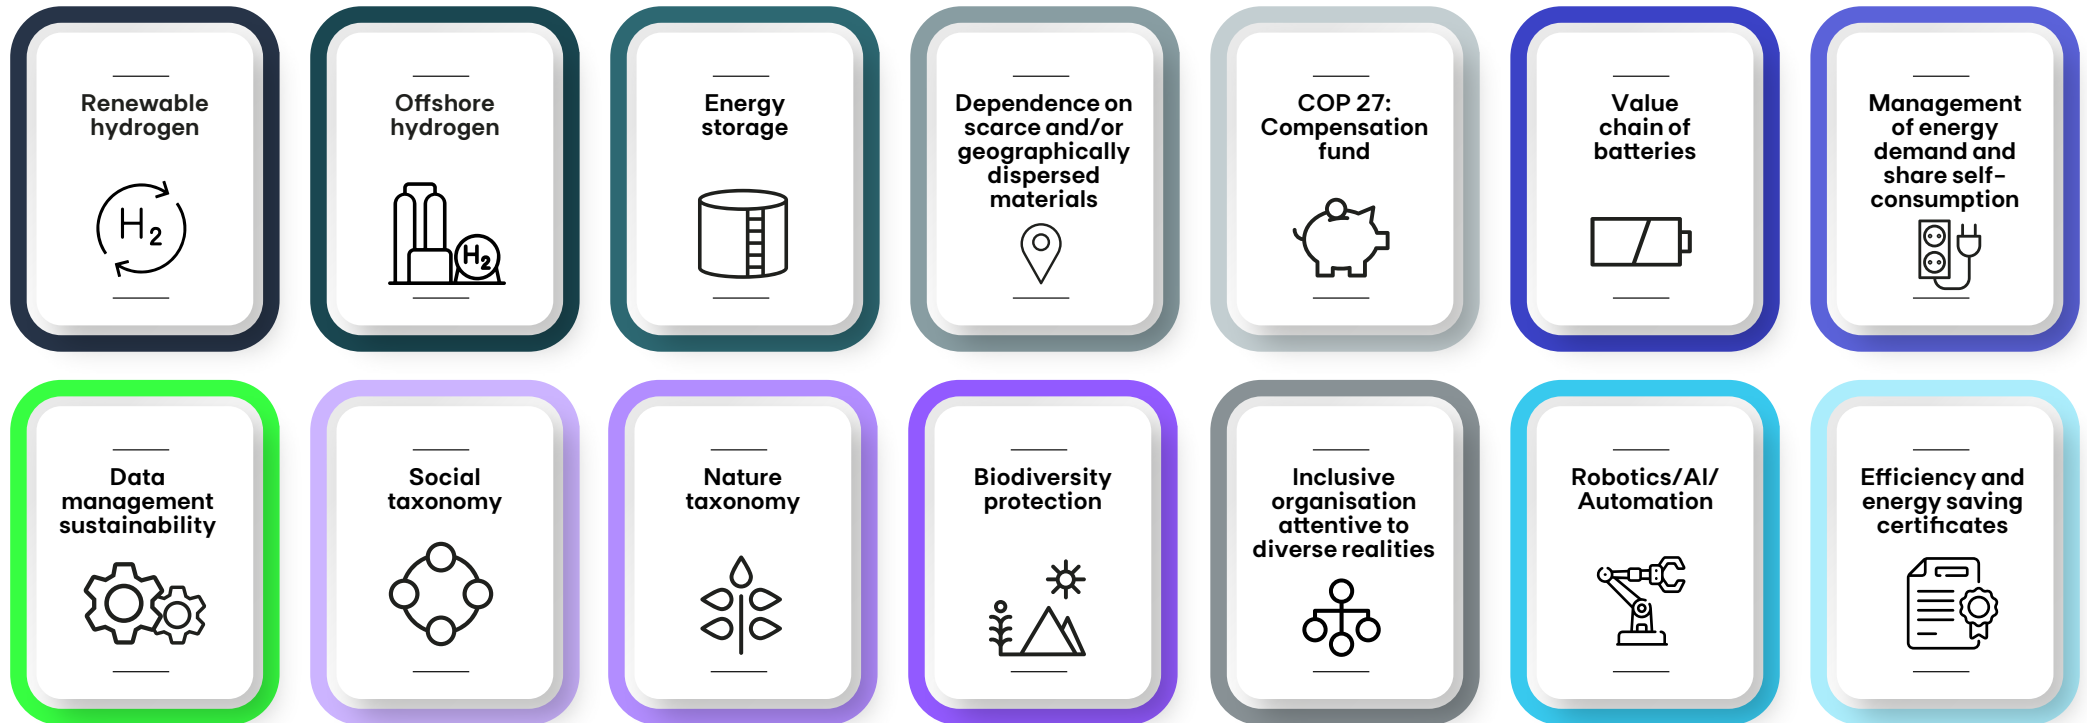 Renewable
hydrogen
H2
Offshore
hydrogen
H2
Energy
storage
Dependence on
scarce and/or
geographically
dispersed
materials
COP 27:
Compensation
fund
Value
chain of
batteries
Management
of energy
demand and
share self-
consumption
Data
management
sustainability
Social
taxonomy
Nature
taxonomy
Biodiversity
protection
Inclusive
organisation
attentive to
diverse realities
Robotics/AI/
Automation
Efficiency and
energy saving
certificates